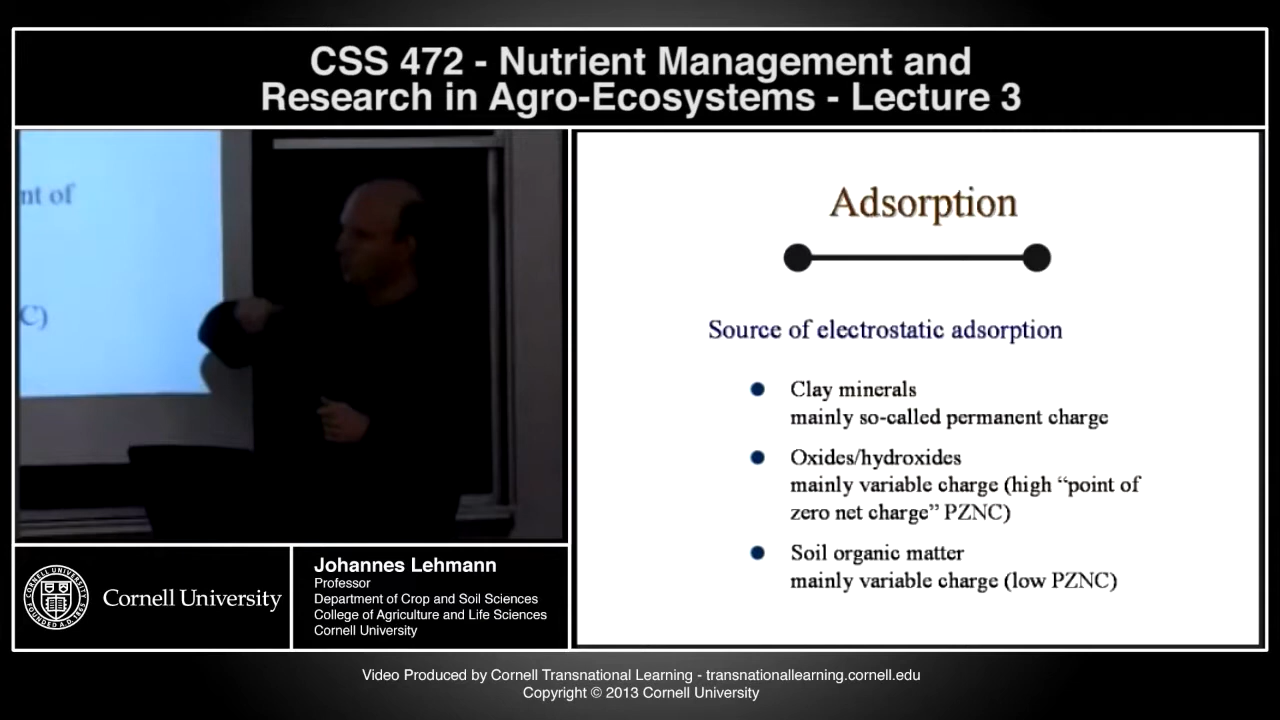 CSS 472 - Nutrient Management and
Research in Agro-Ecosystems - Lecture 3
nt of
C)
Adsorption
Source of electrostatic adsorption
Clay minerals
mainly so-called permanent charge
Oxides/hydroxides
mainly variable charge (high “point of
zero net charge” PZNC)
Soil organic matter
mainly variable charge (low PZNC)
Cornell University
Johannes Lehmann
Professor
Department of Crop and Soil Sciences
College of Agriculture and Life Sciences
Cornell University
Video Produced by Cornell Transnational Learning - transnationallearning.cornell.edu
Copyright © 2013 Cornell University